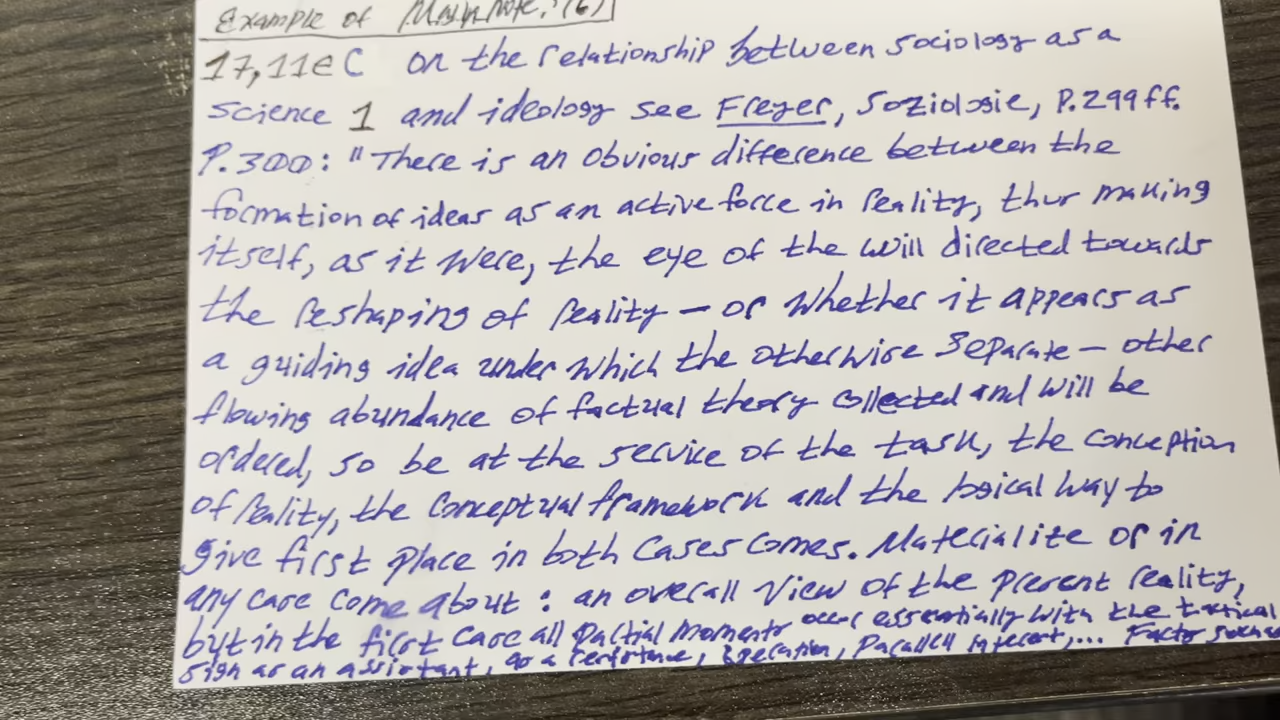 Example of Main note: (6)
17,11e C on the relationship between sociology as a
science 1 and ideology see Freyer, Soziologie, P.299ff.
P.300: "There is an obvious difference between the
formation of ideas as an active force in reality, thus making
itself, as it were, the eye of the will directed towards
the reshaping of reality – or whether it appears as
a guiding idea under which the otherwise separate – other
flowing abundance of factual theory collected and will be
ordered, so be at the service of the task, the conception
of reality, the conceptual framework and the logical way to
give first place in both cases comes. Materialize or in
any case come about : an overall view of the present reality,
but in the first case all partial moments occur essentially with the tactical
sign as an assistant, as a resistance, operation, parallel interest,... Factor